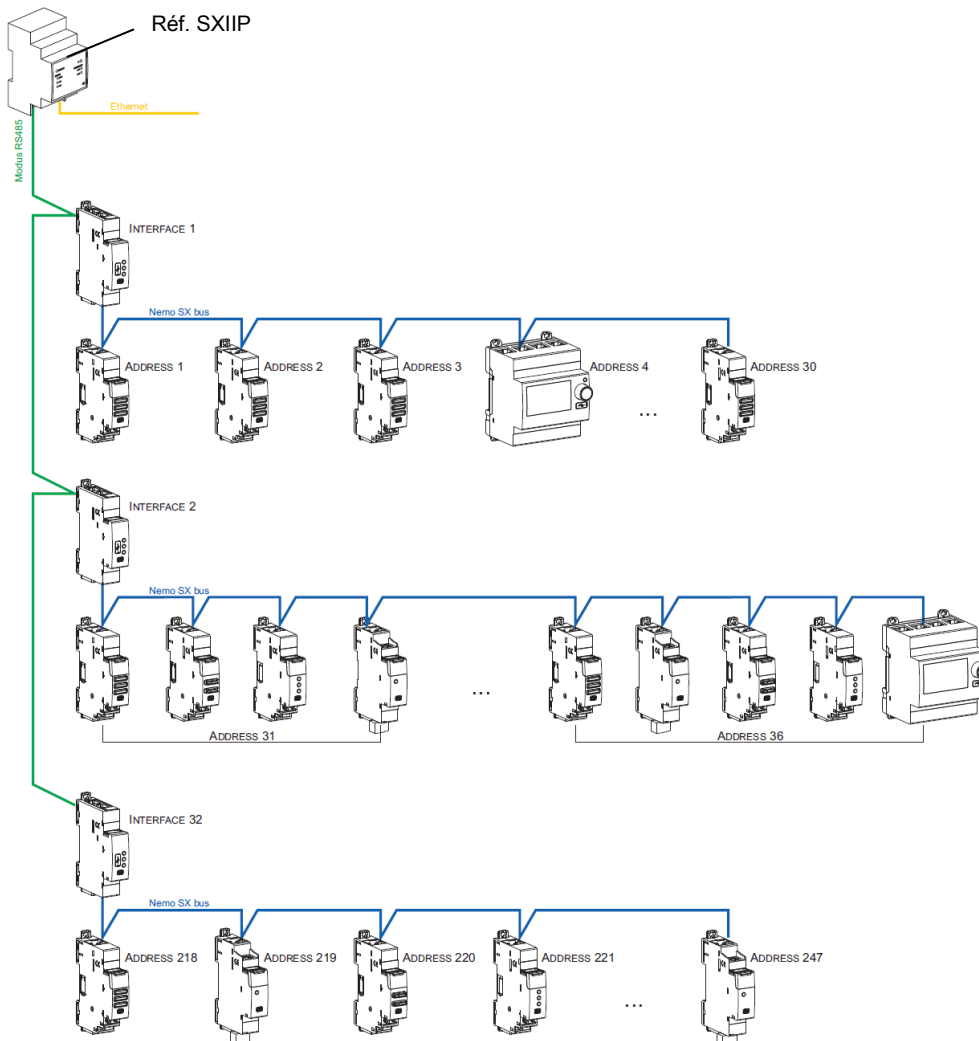 Réf. SXIIP
Ethernet
Modus RS485
INTERFACE 1
Nemo SX bus
ADDRESS 1
ADDRESS 2
ADDRESS 3
ADDRESS 4
ADDRESS 30
...
INTERFACE 2
Nemo SX bus
...
ADDRESS 31
ADDRESS 36
INTERFACE 32
Nemo SX bus
ADDRESS 218
ADDRESS 219
ADDRESS 220
ADDRESS 221
ADDRESS 247
...